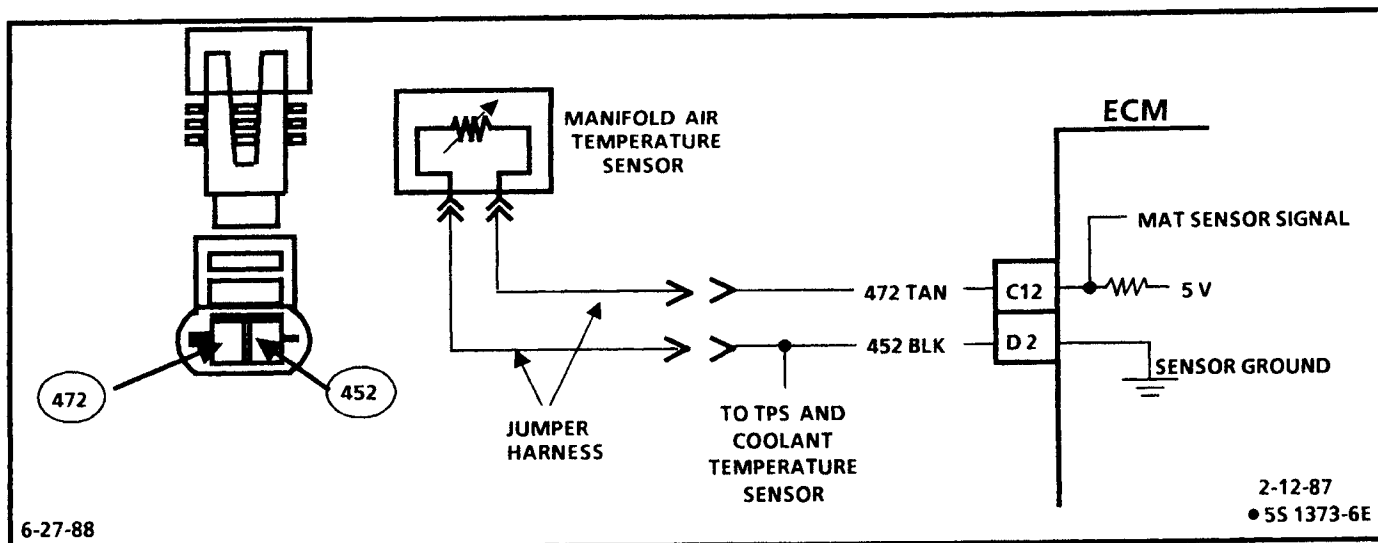 ECM
MANIFOLD AIR
TEMPERATURE
SENSOR
MAT SENSOR SIGNAL
472 TAN
C12
5 V
452 BLK
D 2
SENSOR GROUND
472
452
JUMPER
HARNESS
TO TPS AND
COOLANT
TEMPERATURE
SENSOR
6-27-88
2-12-87
● 5S 1373-6E